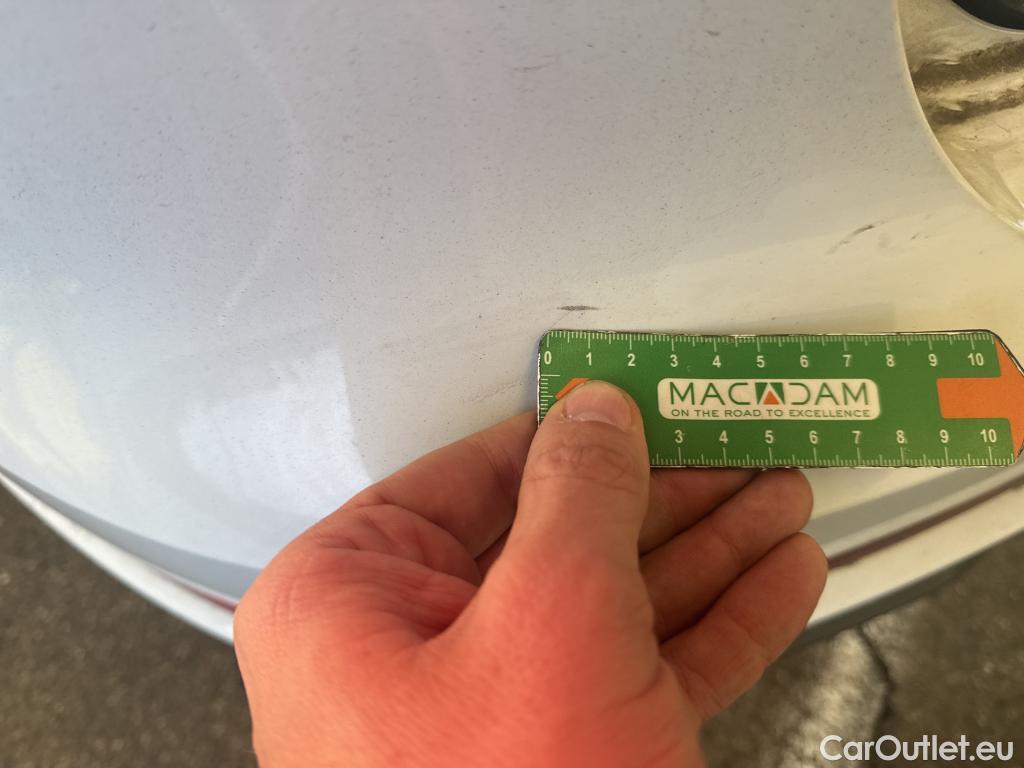 0 1 2 3 4 5 6 7 8 9 10
MACADAM
ON THE ROAD TO EXCELLENCE
3 4 5 6 7 8 9 10
CarOutlet.eu